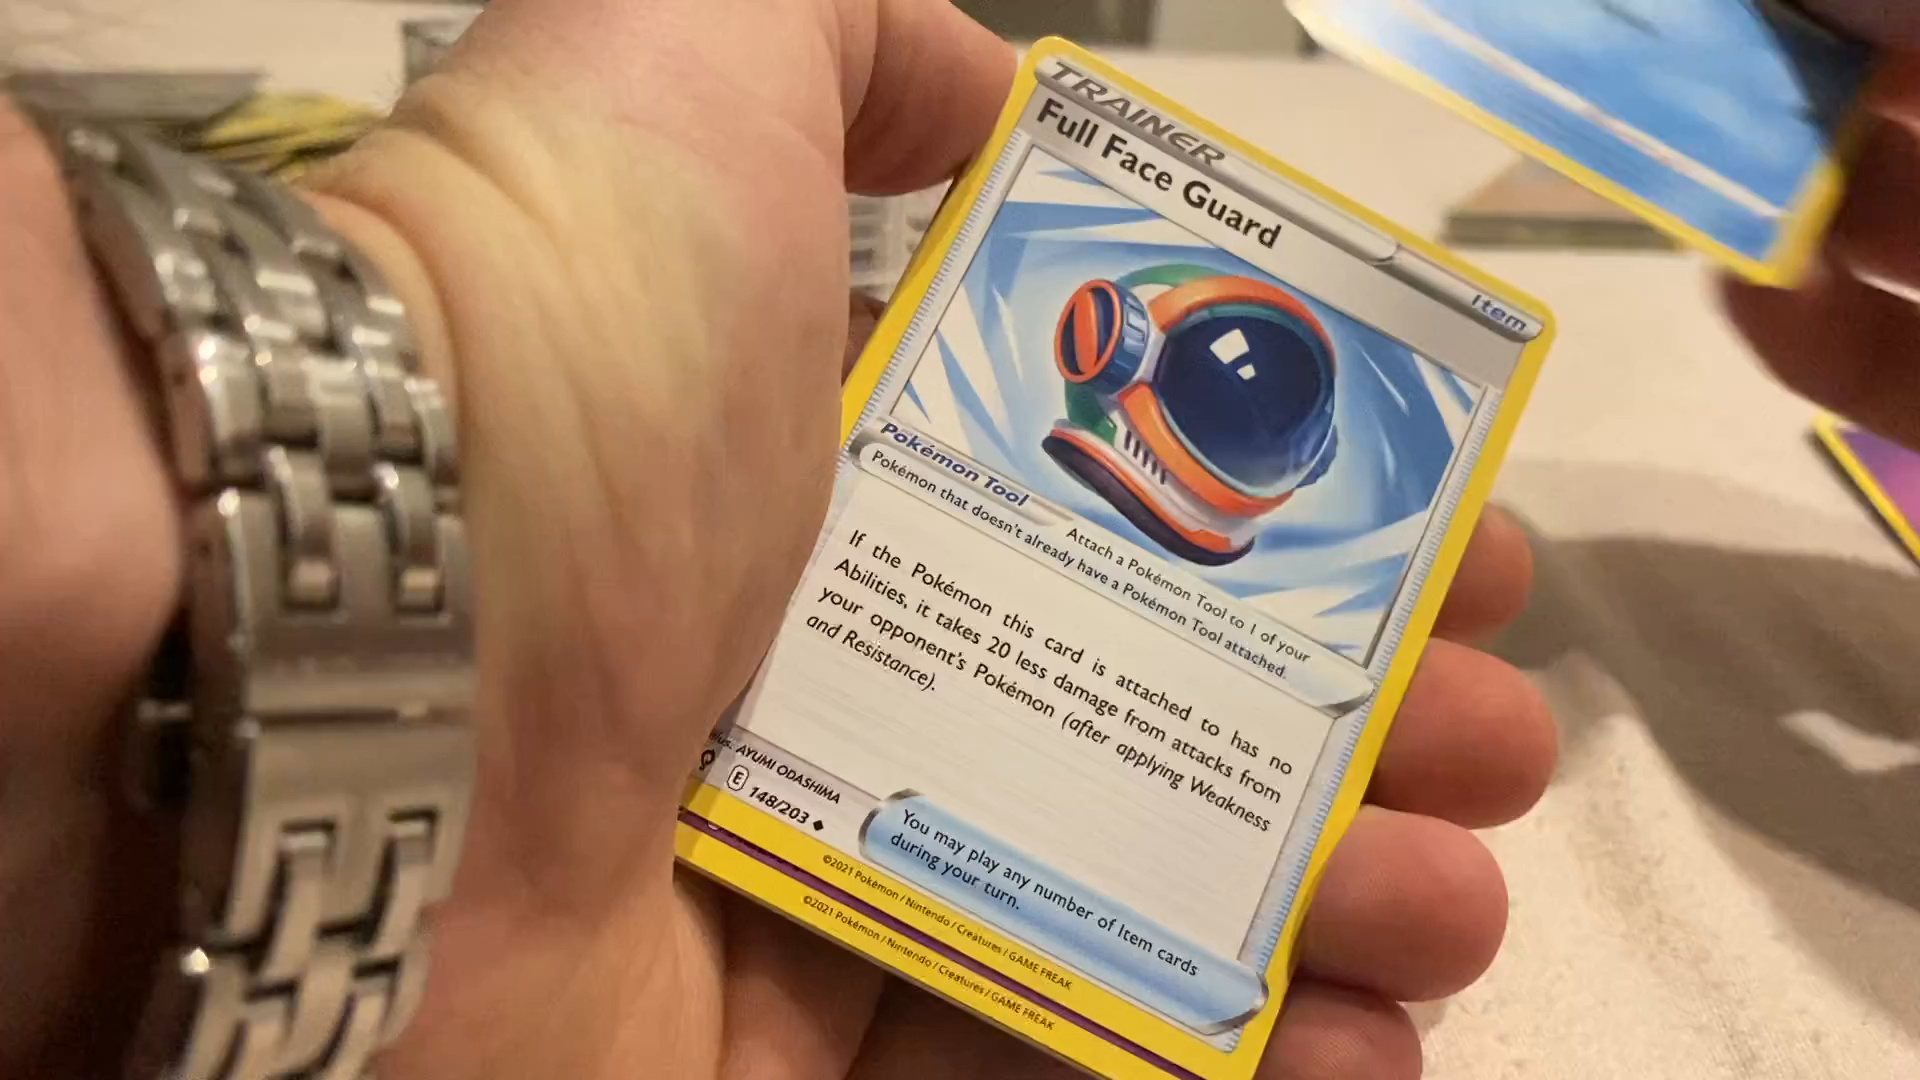 TRAINER
Full Face Guard
Item
Pokémon Tool
Attach a Pokémon Tool to 1 of your
Pokémon that doesn't already have a Pokémon Tool attached.
If the Pokémon this card is attached to has no
Abilities, it takes 20 less damage from attacks from
your opponent's Pokémon (after applying Weakness
and Resistance).
Illus. AYUMI ODASHIMA
E 148/203
You may play any number of Item cards
during your turn.
©2021 Pokémon / Nintendo / Creatures / GAME FREAK
©2021 Pokémon / Nintendo / Creatures / GAME FREAK